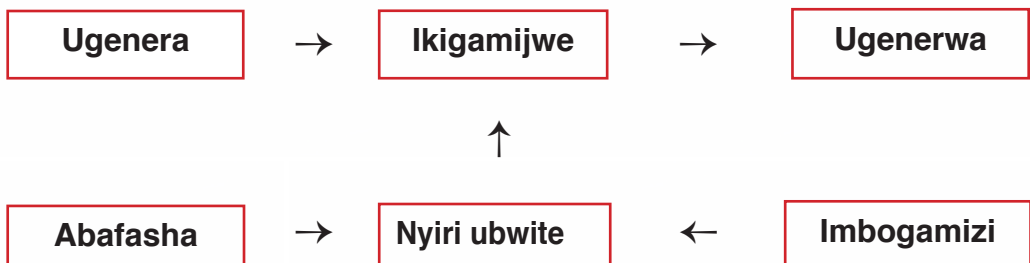 Ugenera → Ikigamijwe → Ugenerwa
↑
Abafasha → Nyiri ubwite ← Imbogamizi